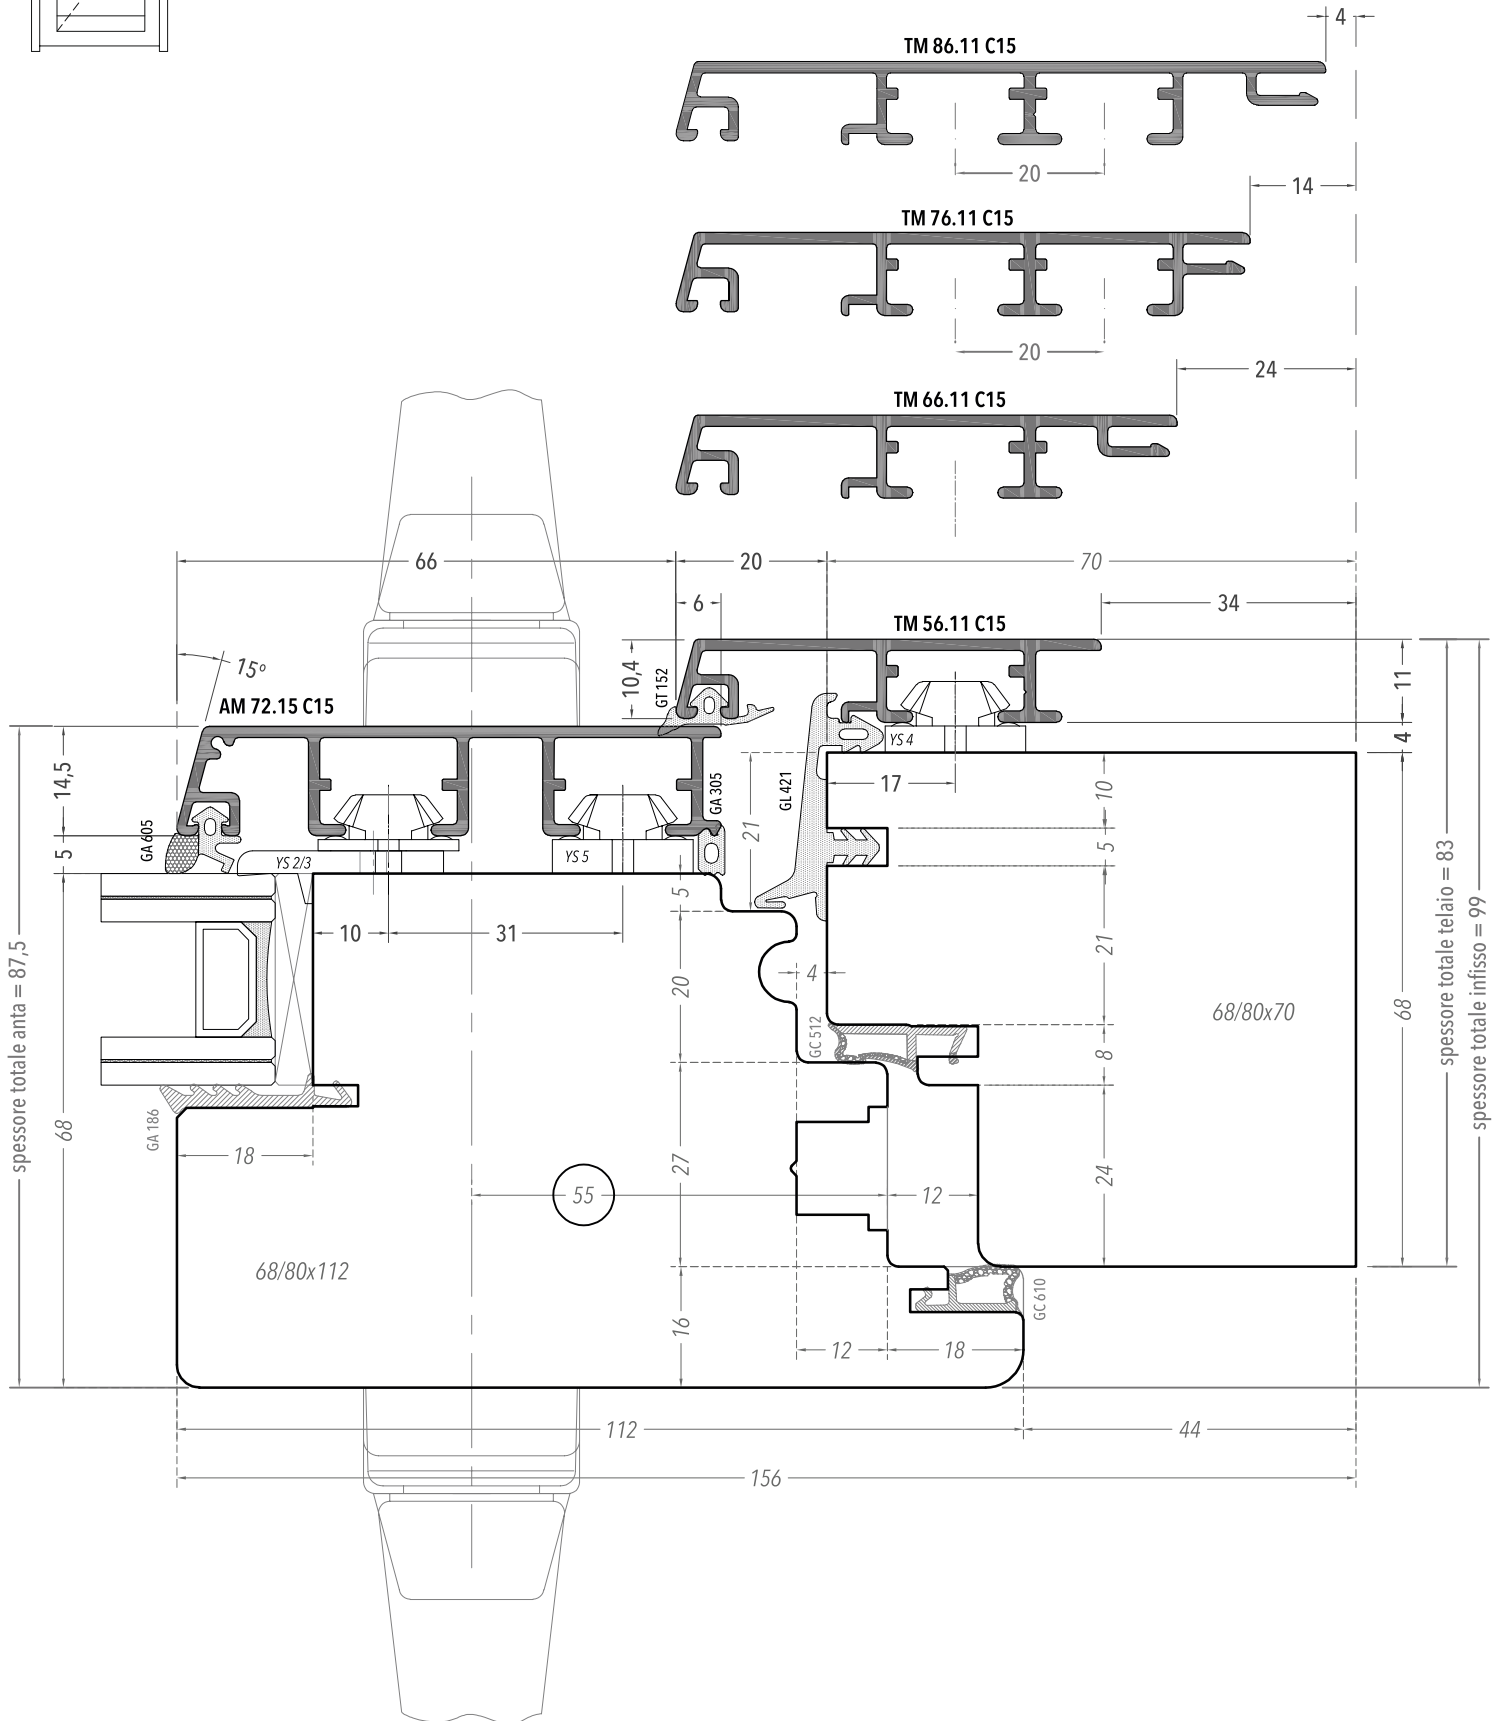 4
TM 86.11 C15
20
14
TM 76.11 C15
20
24
TM 66.11 C15
66
20
70
6
34
TM 56.11 C15
15°
10,4
GT 152
11
AM 72.15 C15
YS 4
4
14,5
17
GL 421
GA 305
10
21
GA 605
5
YS 2/3
YS 5
5
5
10
31
21
20
4
68/80x70
68
spessore totale anta = 87,5
spessore totale telaio = 83
spessore totale infisso = 99
GC 512
8
GA 186
68
18
27
55
12
24
68/80x112
GC 610
16
12
18
112
44
156